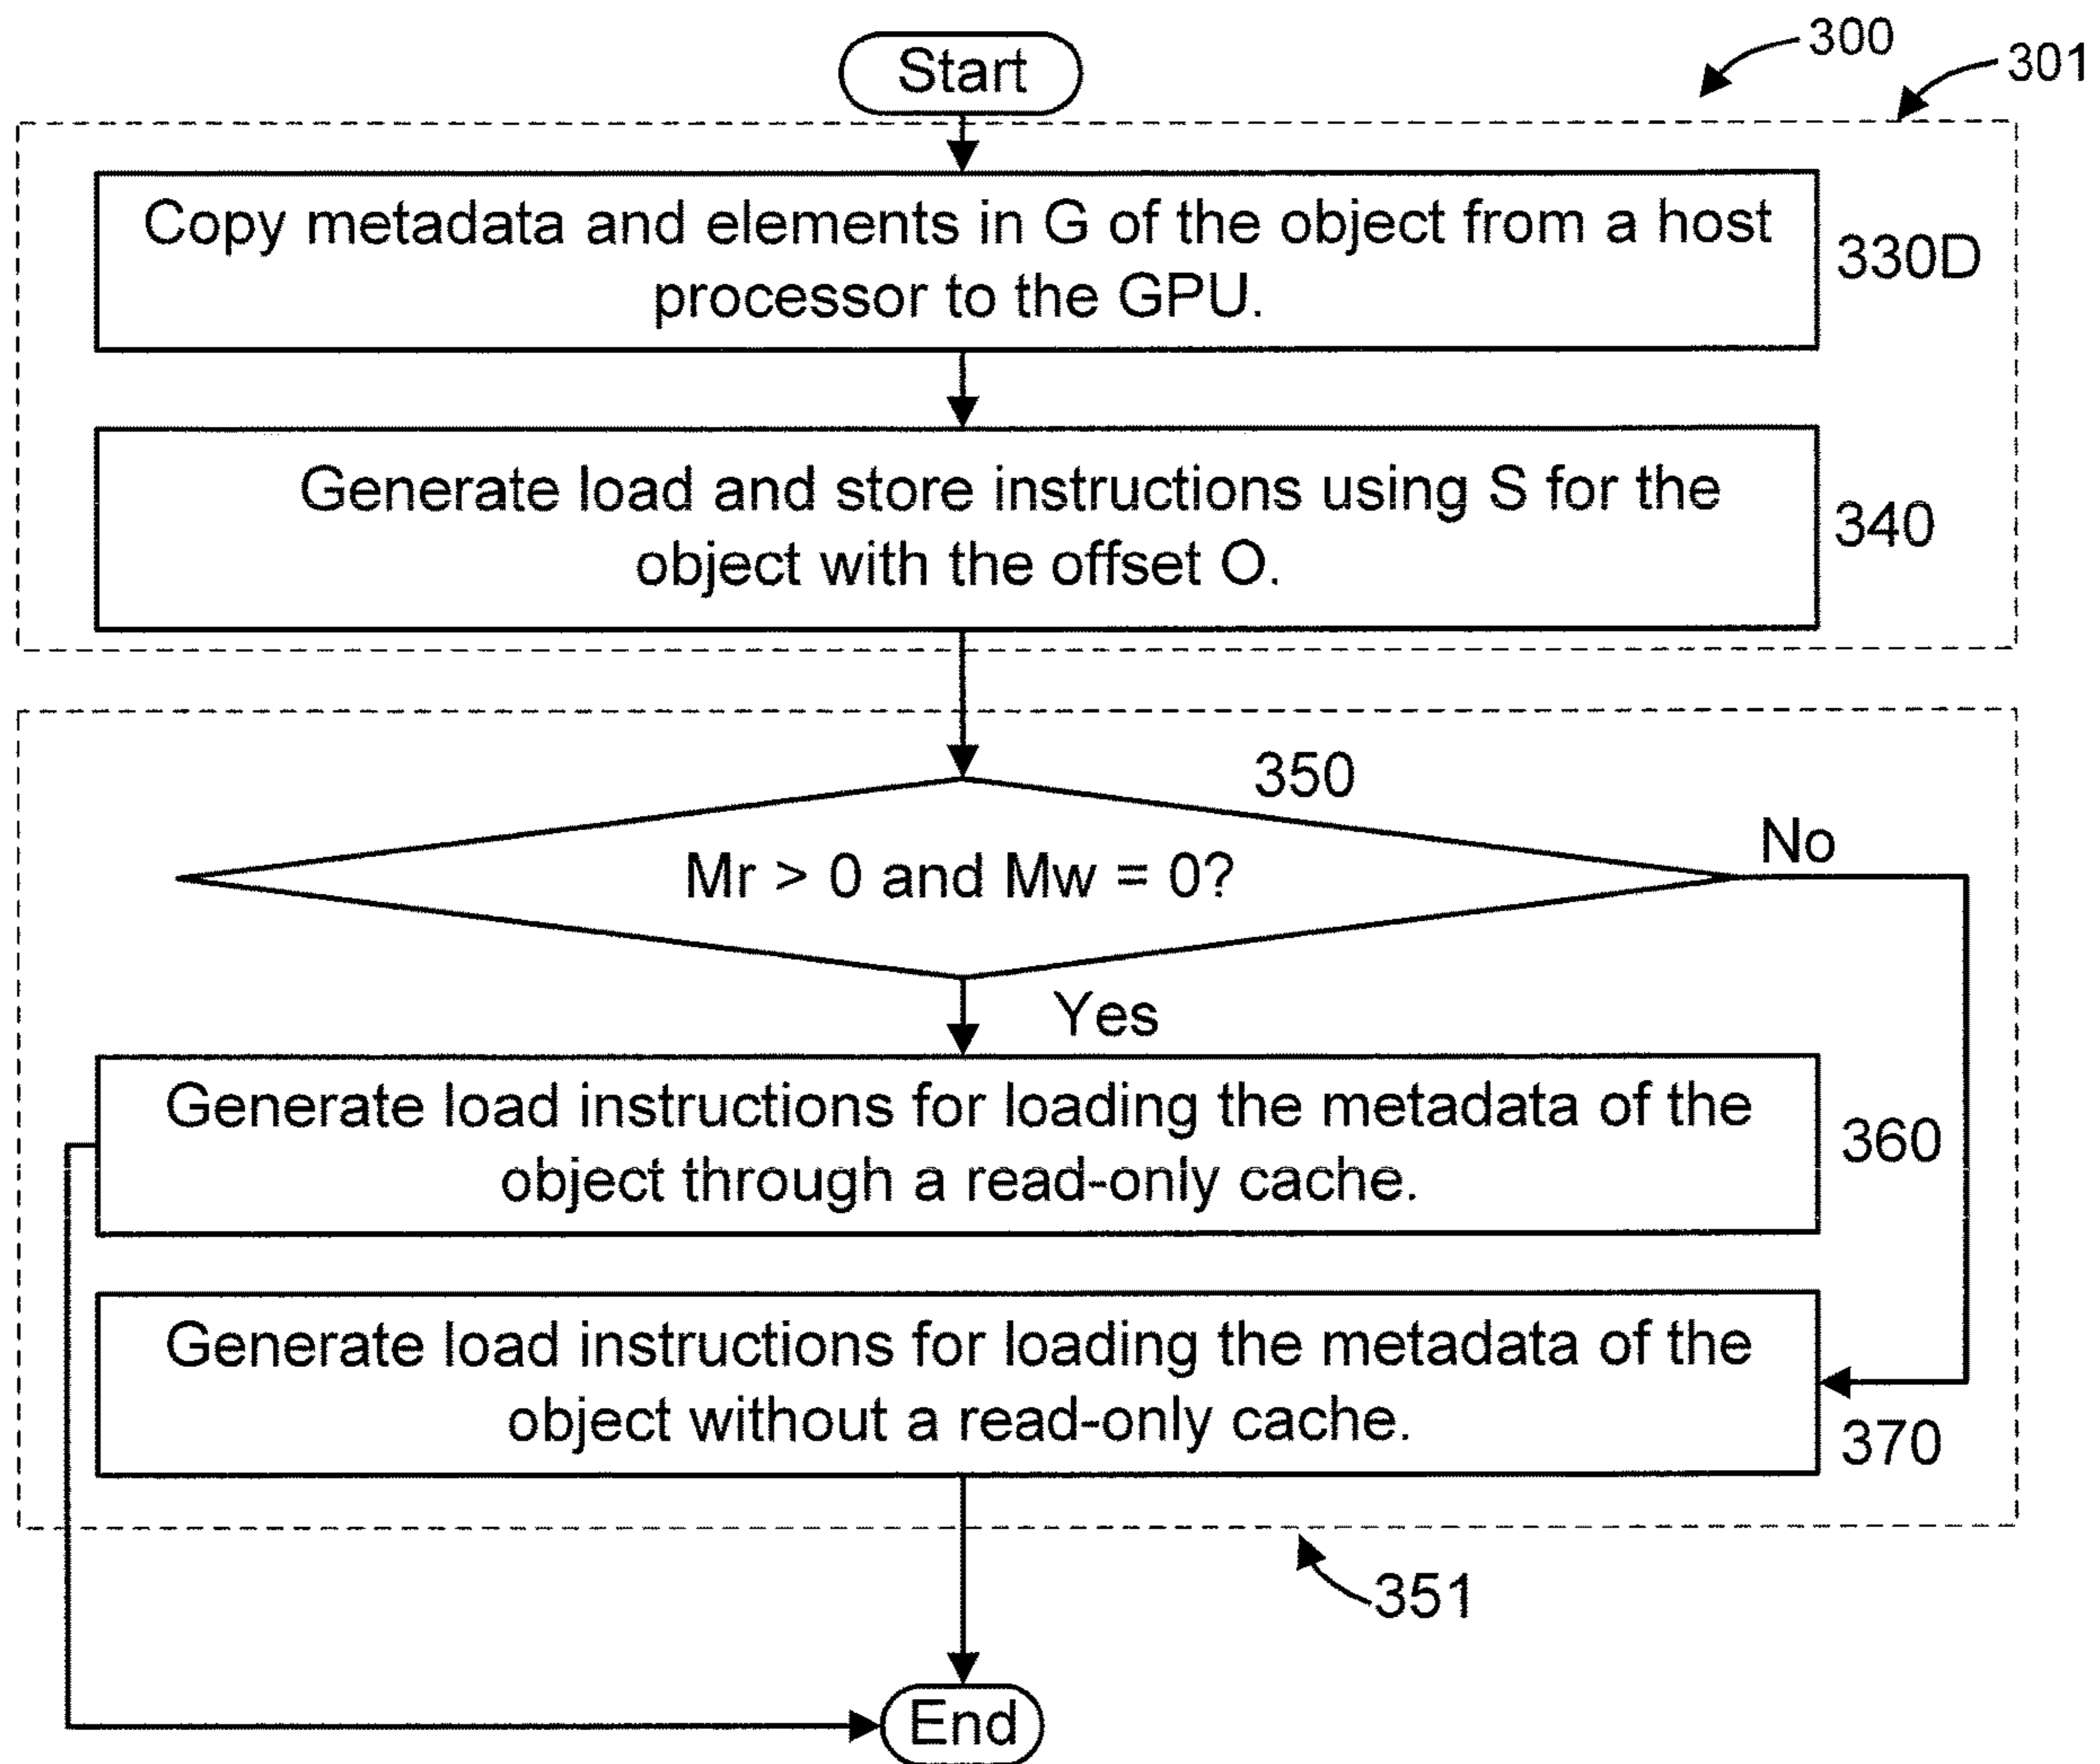 300
301
Start
Copy metadata and elements in G of the object from a host
processor to the GPU.
330D
Generate load and store instructions using S for the
object with the offset O.
340
350
Mr > 0 and Mw = 0?
No
Yes
Generate load instructions for loading the metadata of the
object through a read-only cache.
360
Generate load instructions for loading the metadata of the
object without a read-only cache.
370
351
End